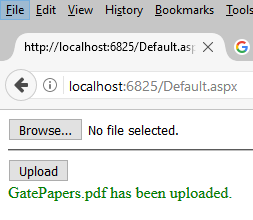 File Edit View History Bookmarks Tools
http://localhost:6825/Default.asp
localhost:6825/Default.aspx
Browse... No file selected.
Upload
GatePapers.pdf has been uploaded.